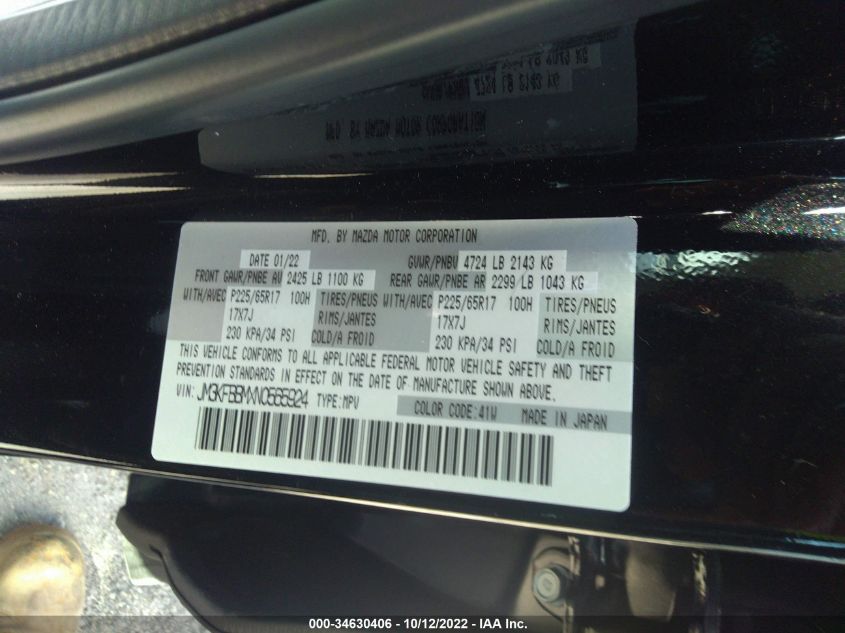 MFD. BY MAZDA MOTOR CORPORATION
DATE 01/22 GVWR/PNBV 4724 LB 2143 KG
FRONT GAWR/PNBE AV 2425 LB 1100 KG REAR GAWR/PNBE AR 2299 LB 1043 KG
WITH/AVEC P225/65R17 100H TIRES/PNEUS WITH/AVEC P225/65R17 100H TIRES/PNEUS
17X7J RIMS/JANTES 17X7J RIMS/JANTES
230 KPA/34 PSI COLD/A FROID 230 KPA/34 PSI COLD/A FROID
THIS VEHICLE CONFORMS TO ALL APPLICABLE FEDERAL MOTOR VEHICLE SAFETY AND THEFT
PREVENTION STANDARDS IN EFFECT ON THE DATE OF MANUFACTURE SHOWN ABOVE.
VIN: JM3KFBBMXN0565924 TYPE:MPV COLOR CODE:41W MADE IN JAPAN
000-34630406 - 10/12/2022 - IAA Inc.